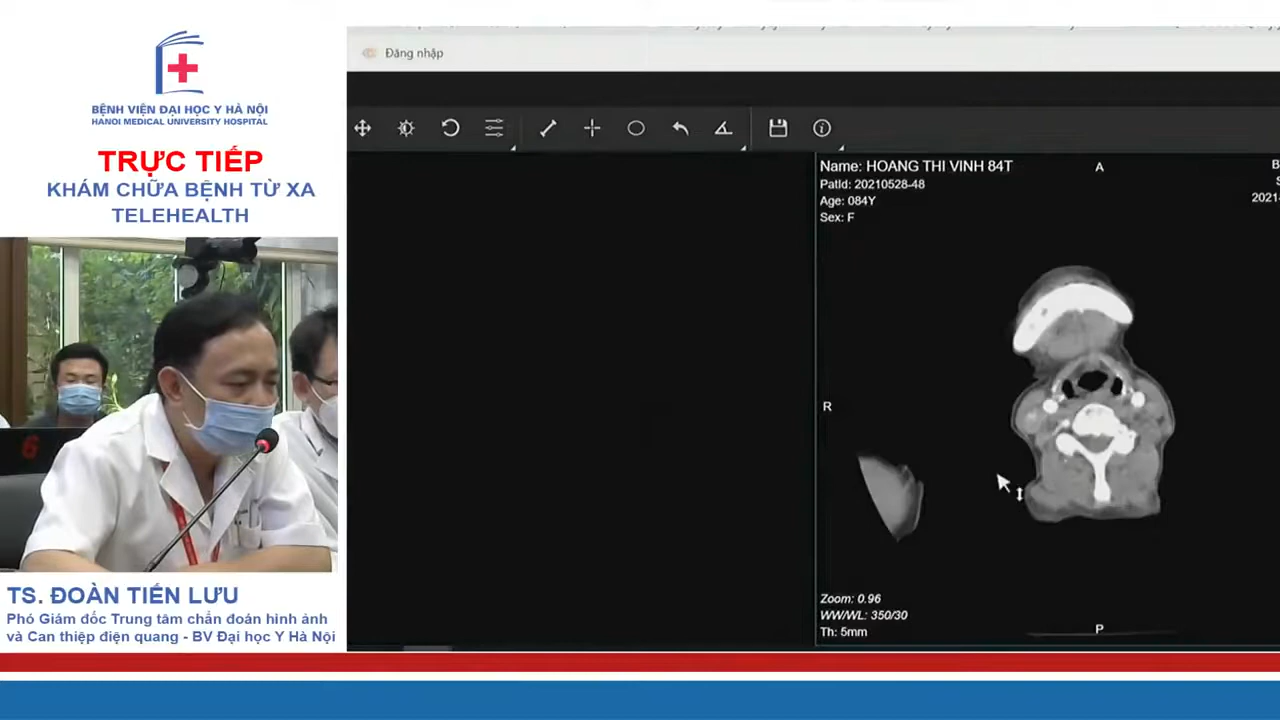 BỆNH VIỆN ĐẠI HỌC Y HÀ NỘI
HANOI MEDICAL UNIVERSITY HOSPITAL
TRỰC TIẾP
KHÁM CHỮA BỆNH TỪ XA
TELEHEALTH
6
TS. ĐOÀN TIẾN LƯU
Phó Giám đốc Trung tâm chẩn đoán hình ảnh
và Can thiệp điện quang - BV Đại học Y Hà Nội
Đăng nhập
Name: HOANG THI VINH 84T
PatId: 20210528-48
Age: 084Y
Sex: F
A
B
S
2021
R
Zoom: 0.96
WW/WL: 350/30
Th: 5mm
P